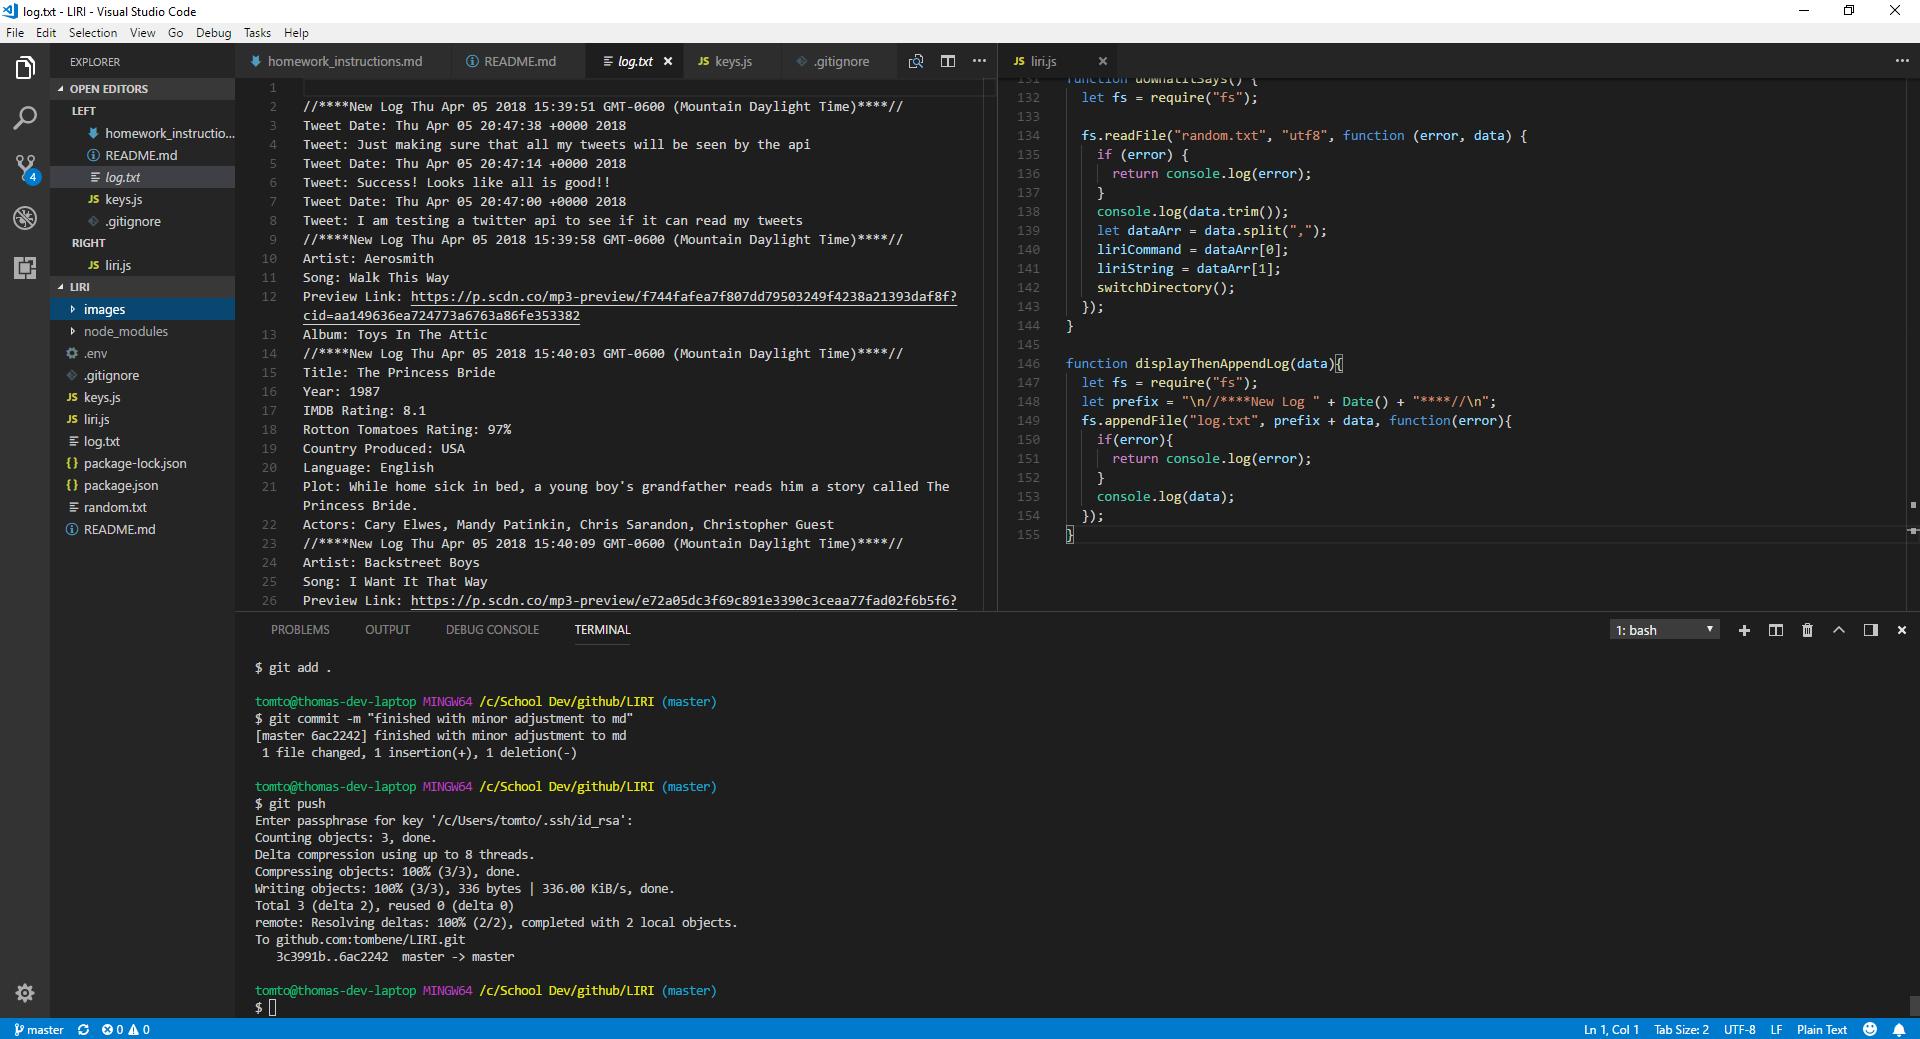 log.txt - LIRI - Visual Studio Code
File Edit Selection View Go Debug Tasks Help
EXPLORER
OPEN EDITORS
LEFT
homework_instructio...
README.md
log.txt
keys.js
.gitignore
RIGHT
JS liri.js
LIRI
images
node_modules
.env
.gitignore
JS keys.js
JS liri.js
log.txt
{} package-lock.json
{} package.json
random.txt
README.md
4
homework_instructions.md README.md log.txt JS keys.js .gitignore
1
2 //****New Log Thu Apr 05 2018 15:39:51 GMT-0600 (Mountain Daylight Time)****//
3 Tweet Date: Thu Apr 05 20:47:38 +0000 2018
4 Tweet: Just making sure that all my tweets will be seen by the api
5 Tweet Date: Thu Apr 05 20:47:14 +0000 2018
6 Tweet: Success! Looks like all is good!!
7 Tweet Date: Thu Apr 05 20:47:00 +0000 2018
8 Tweet: I am testing a twitter api to see if it can read my tweets
9 //****New Log Thu Apr 05 2018 15:39:58 GMT-0600 (Mountain Daylight Time)****//
10 Artist: Aerosmith
11 Song: Walk This Way
12 Preview Link: https://p.scdn.co/mp3-preview/f744fafea7f807dd79503249f4238a21393daf8f?
cid=aa149636ea724773a6763a86fe353382
13 Album: Toys In The Attic
14 //****New Log Thu Apr 05 2018 15:40:03 GMT-0600 (Mountain Daylight Time)****//
15 Title: The Princess Bride
16 Year: 1987
17 IMDB Rating: 8.1
18 Rotton Tomatoes Rating: 97%
19 Country Produced: USA
20 Language: English
21 Plot: While home sick in bed, a young boy's grandfather reads him a story called The
Princess Bride.
22 Actors: Cary Elwes, Mandy Patinkin, Chris Sarandon, Christopher Guest
23 //****New Log Thu Apr 05 2018 15:40:09 GMT-0600 (Mountain Daylight Time)****//
24 Artist: Backstreet Boys
25 Song: I Want It That Way
26 Preview Link: https://p.scdn.co/mp3-preview/e72a05dc3f69c891e3390c3ceaa77fad02f6b5f6?
JS liri.js
131 function doWhatItSays() {
132 let fs = require("fs");
133
134 fs.readFile("random.txt", "utf8", function (error, data) {
135 if (error) {
136 return console.log(error);
137 }
138 console.log(data.trim());
139 let dataArr = data.split(",");
140 liriCommand = dataArr[0];
141 liriString = dataArr[1];
142 switchDirectory();
143 });
144 }
145
146 function displayThenAppendLog(data){
147 let fs = require("fs");
148 let prefix = "\n//****New Log " + Date() + "****//\n";
149 fs.appendFile("log.txt", prefix + data, function(error){
150 if(error){
151 return console.log(error);
152 }
153 console.log(data);
154 });
155 }
PROBLEMS OUTPUT DEBUG CONSOLE TERMINAL 1: bash
$ git add .
tomto@thomas-dev-laptop MINGW64 /c/School Dev/github/LIRI (master)
$ git commit -m "finished with minor adjustment to md"
[master 6ac2242] finished with minor adjustment to md
1 file changed, 1 insertion(+), 1 deletion(-)
tomto@thomas-dev-laptop MINGW64 /c/School Dev/github/LIRI (master)
$ git push
Enter passphrase for key '/c/Users/tomto/.ssh/id_rsa':
Counting objects: 3, done.
Delta compression using up to 8 threads.
Compressing objects: 100% (3/3), done.
Writing objects: 100% (3/3), 336 bytes | 336.00 KiB/s, done.
Total 3 (delta 2), reused 0 (delta 0)
remote: Resolving deltas: 100% (2/2), completed with 2 local objects.
To github.com:tombene/LIRI.git
3c3991b..6ac2242 master -> master
tomto@thomas-dev-laptop MINGW64 /c/School Dev/github/LIRI (master)
$
master 0 0 Ln 1, Col 1 Tab Size: 2 UTF-8 LF Plain Text